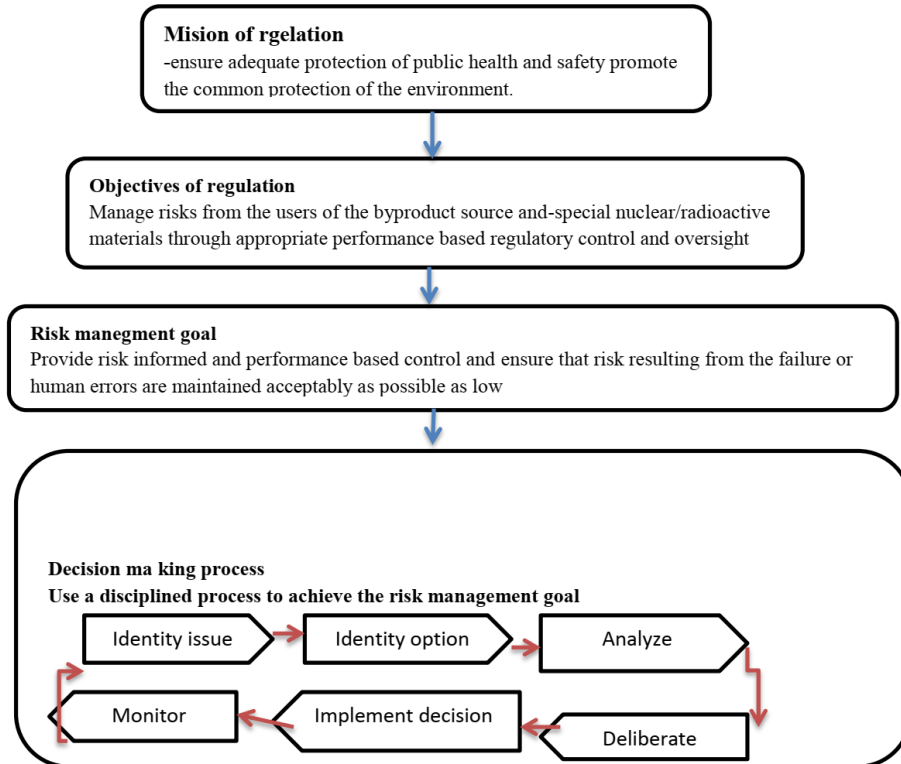 Mision of rgelation
-ensure adequate protection of public health and safety promote
the common protection of the environment.
Objectives of regulation
Manage risks from the users of the byproduct source and-special nuclear/radioactive
materials through appropriate performance based regulatory control and oversight
Risk manegment goal
Provide risk informed and performance based control and ensure that risk resulting from the failure or
human errors are maintained acceptably as possible as low
Decision ma king process
Use a disciplined process to achieve the risk management goal
Identity issue
Identity option
Analyze
Deliberate
Implement decision
Monitor